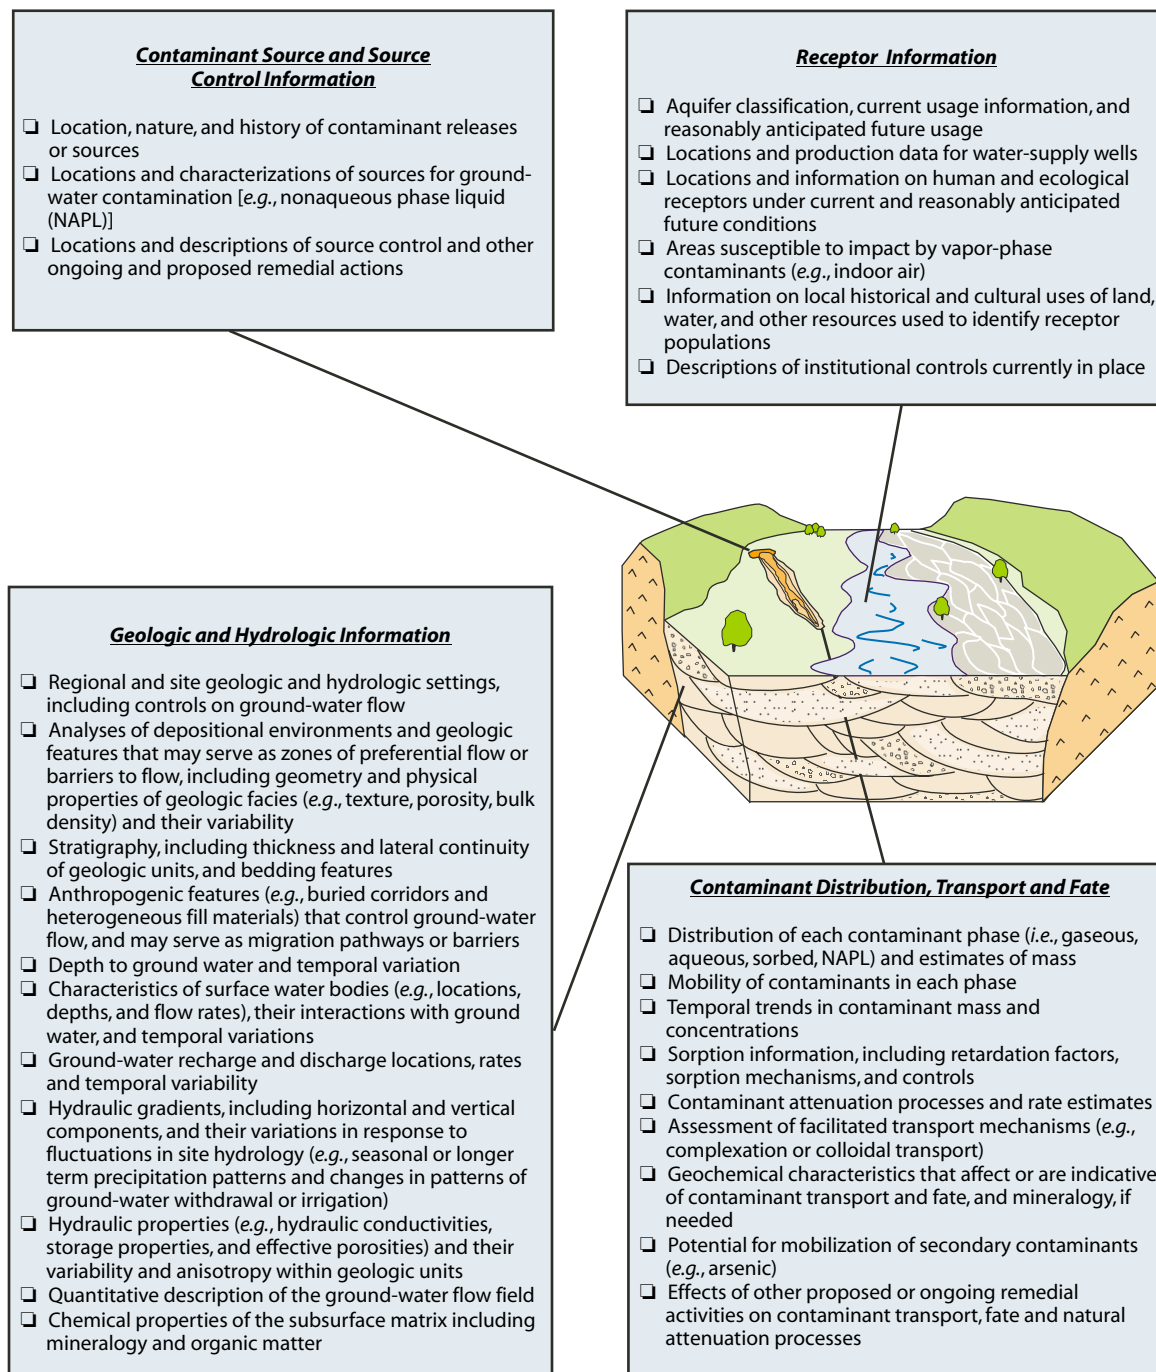 Contaminant Source and Source
Control Information
❏ Location, nature, and history of contaminant releases
or sources
❏ Locations and characterizations of sources for ground-
water contamination [e.g., nonaqueous phase liquid
(NAPL)]
❏ Locations and descriptions of source control and other
ongoing and proposed remedial actions
Receptor Information
❏ Aquifer classification, current usage information, and
reasonably anticipated future usage
❏ Locations and production data for water-supply wells
❏ Locations and information on human and ecological
receptors under current and reasonably anticipated
future conditions
❏ Areas susceptible to impact by vapor-phase
contaminants (e.g., indoor air)
❏ Information on local historical and cultural uses of land,
water, and other resources used to identify receptor
populations
❏ Descriptions of institutional controls currently in place
Geologic and Hydrologic Information
❏ Regional and site geologic and hydrologic settings,
including controls on ground-water flow
❏ Analyses of depositional environments and geologic
features that may serve as zones of preferential flow or
barriers to flow, including geometry and physical
properties of geologic facies (e.g., texture, porosity, bulk
density) and their variability
❏ Stratigraphy, including thickness and lateral continuity
of geologic units, and bedding features
❏ Anthropogenic features (e.g., buried corridors and
heterogeneous fill materials) that control ground-water
flow, and may serve as migration pathways or barriers
❏ Depth to ground water and temporal variation
❏ Characteristics of surface water bodies (e.g., locations,
depths, and flow rates), their interactions with ground
water, and temporal variations
❏ Ground-water recharge and discharge locations, rates
and temporal variability
❏ Hydraulic gradients, including horizontal and vertical
components, and their variations in response to
fluctuations in site hydrology (e.g., seasonal or longer
term precipitation patterns and changes in patterns of
ground-water withdrawal or irrigation)
❏ Hydraulic properties (e.g., hydraulic conductivities,
storage properties, and effective porosities) and their
variability and anisotropy within geologic units
❏ Quantitative description of the ground-water flow field
❏ Chemical properties of the subsurface matrix including
mineralogy and organic matter
Contaminant Distribution, Transport and Fate
❏ Distribution of each contaminant phase (i.e., gaseous,
aqueous, sorbed, NAPL) and estimates of mass
❏ Mobility of contaminants in each phase
❏ Temporal trends in contaminant mass and
concentrations
❏ Sorption information, including retardation factors,
sorption mechanisms, and controls
❏ Contaminant attenuation processes and rate estimates
❏ Assessment of facilitated transport mechanisms (e.g.,
complexation or colloidal transport)
❏ Geochemical characteristics that affect or are indicative
of contaminant transport and fate, and mineralogy, if
needed
❏ Potential for mobilization of secondary contaminants
(e.g., arsenic)
❏ Effects of other proposed or ongoing remedial
activities on contaminant transport, fate and natural
attenuation processes